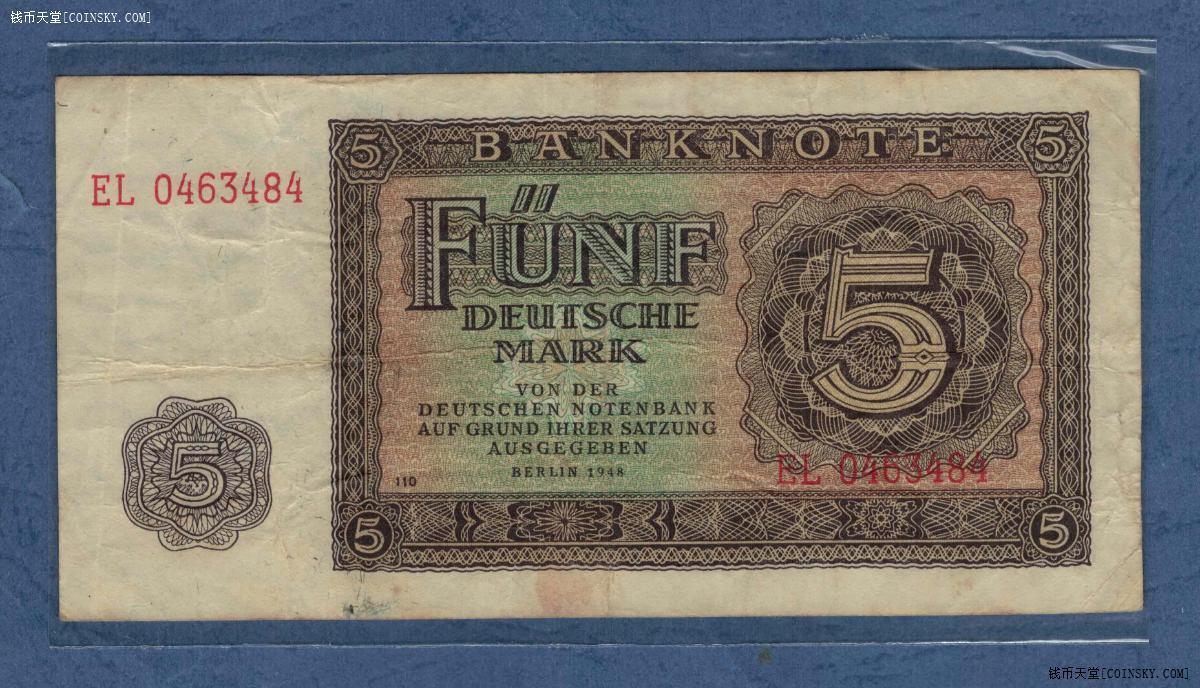 钱币天堂[COINSKY.COM]
5 BANKNOTE 5
EL 0463484
FÜNF
DEUTSCHE
MARK
5
VON DER
DEUTSCHEN NOTENBANK
AUF GRUND IHRER SATZUNG
AUSGEGEBEN
BERLIN 1948
5
110
EL 0463484
5
5
钱币天堂[COINSKY.COM]